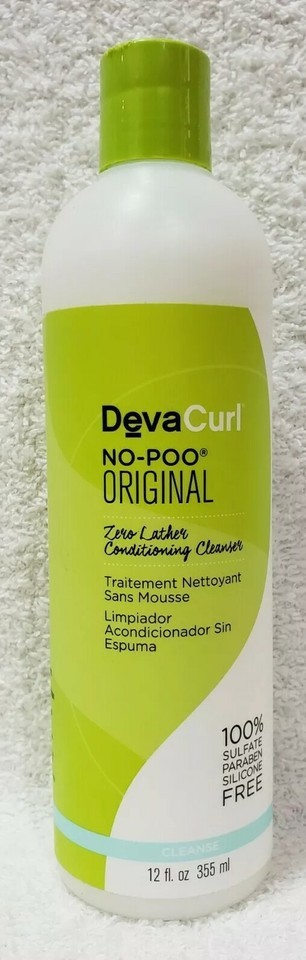 DevaCurl
NO-POO®
ORIGINAL
Zero Lather
Conditioning Cleanser
Traitement Nettoyant
Sans Mousse
Limpiador
Acondicionador Sin
Espuma
100%
SULFATE
PARABEN
SILICONE
FREE
CLEANSE
12 fl. oz 355 ml